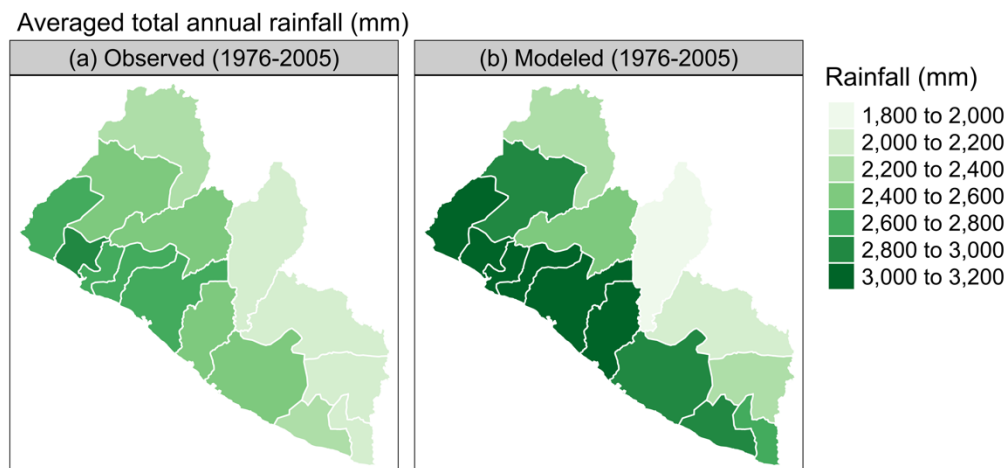 Averaged total annual rainfall (mm)
(a) Observed (1976-2005)
(b) Modeled (1976-2005)
Rainfall (mm)
1,800 to 2,000
2,000 to 2,200
2,200 to 2,400
2,400 to 2,600
2,600 to 2,800
2,800 to 3,000
3,000 to 3,200